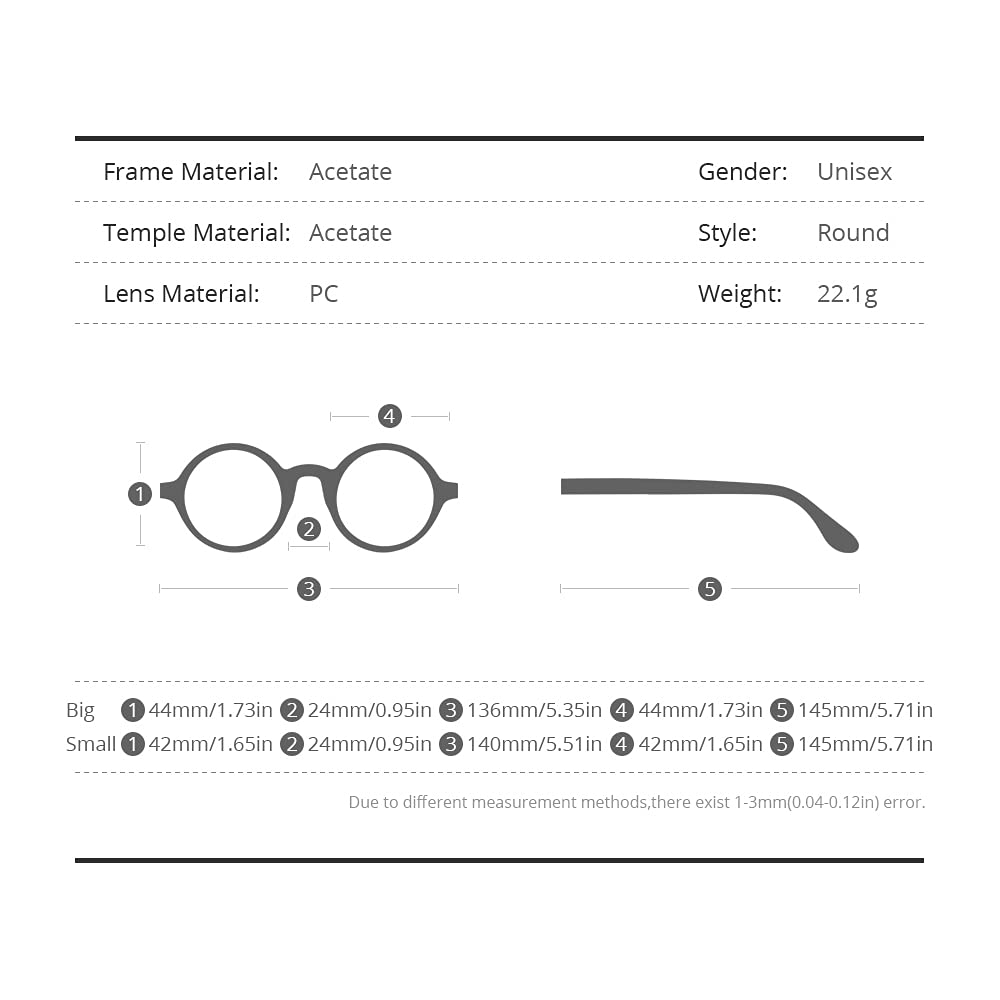 Frame Material: Acetate Gender: Unisex
Temple Material: Acetate Style: Round
Lens Material: PC Weight: 22.1g
4
1
2
3 5
Big 1 44mm/1.73in 2 24mm/0.95in 3 136mm/5.35in 4 44mm/1.73in 5 145mm/5.71in
Small 1 42mm/1.65in 2 24mm/0.95in 3 140mm/5.51in 4 42mm/1.65in 5 145mm/5.71in
Due to different measurement methods,there exist 1-3mm(0.04-0.12in) error.